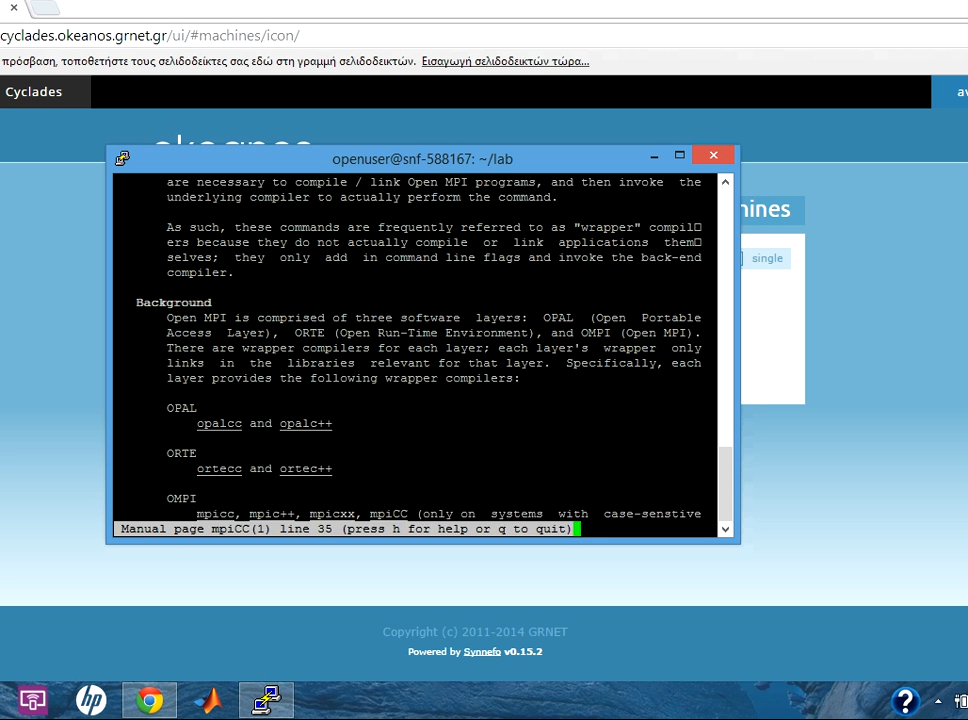 cyclades.okeanos.grnet.gr/ui/#machines/icon/
πρόσβαση, τοποθετήστε τους σελιδοδείκτες σας εδώ στη γραμμή σελιδοδεικτών. Εισαγωγή σελιδοδεικτών τώρα...
Cyclades
okeanos
openuser@snf-588167: ~/lab
are necessary to compile / link Open MPI programs, and then invoke the
underlying compiler to actually perform the command.
As such, these commands are frequently referred to as "wrapper" compil
ers because they do not actually compile or link applications them
selves; they only add in command line flags and invoke the back-end
compiler.
Background
Open MPI is comprised of three software layers: OPAL (Open Portable
Access Layer), ORTE (Open Run-Time Environment), and OMPI (Open MPI).
There are wrapper compilers for each layer; each layer's wrapper only
links in the libraries relevant for that layer. Specifically, each
layer provides the following wrapper compilers:
OPAL
opalcc and opalc++
ORTE
ortecc and ortec++
OMPI
mpicc, mpic++, mpicxx, mpiCC (only on systems with case-senstive
Manual page mpiCC(1) line 35 (press h for help or q to quit)
hines
single
Copyright (c) 2011-2014 GRNET
Powered by Synnefo v0.15.2
hp
?